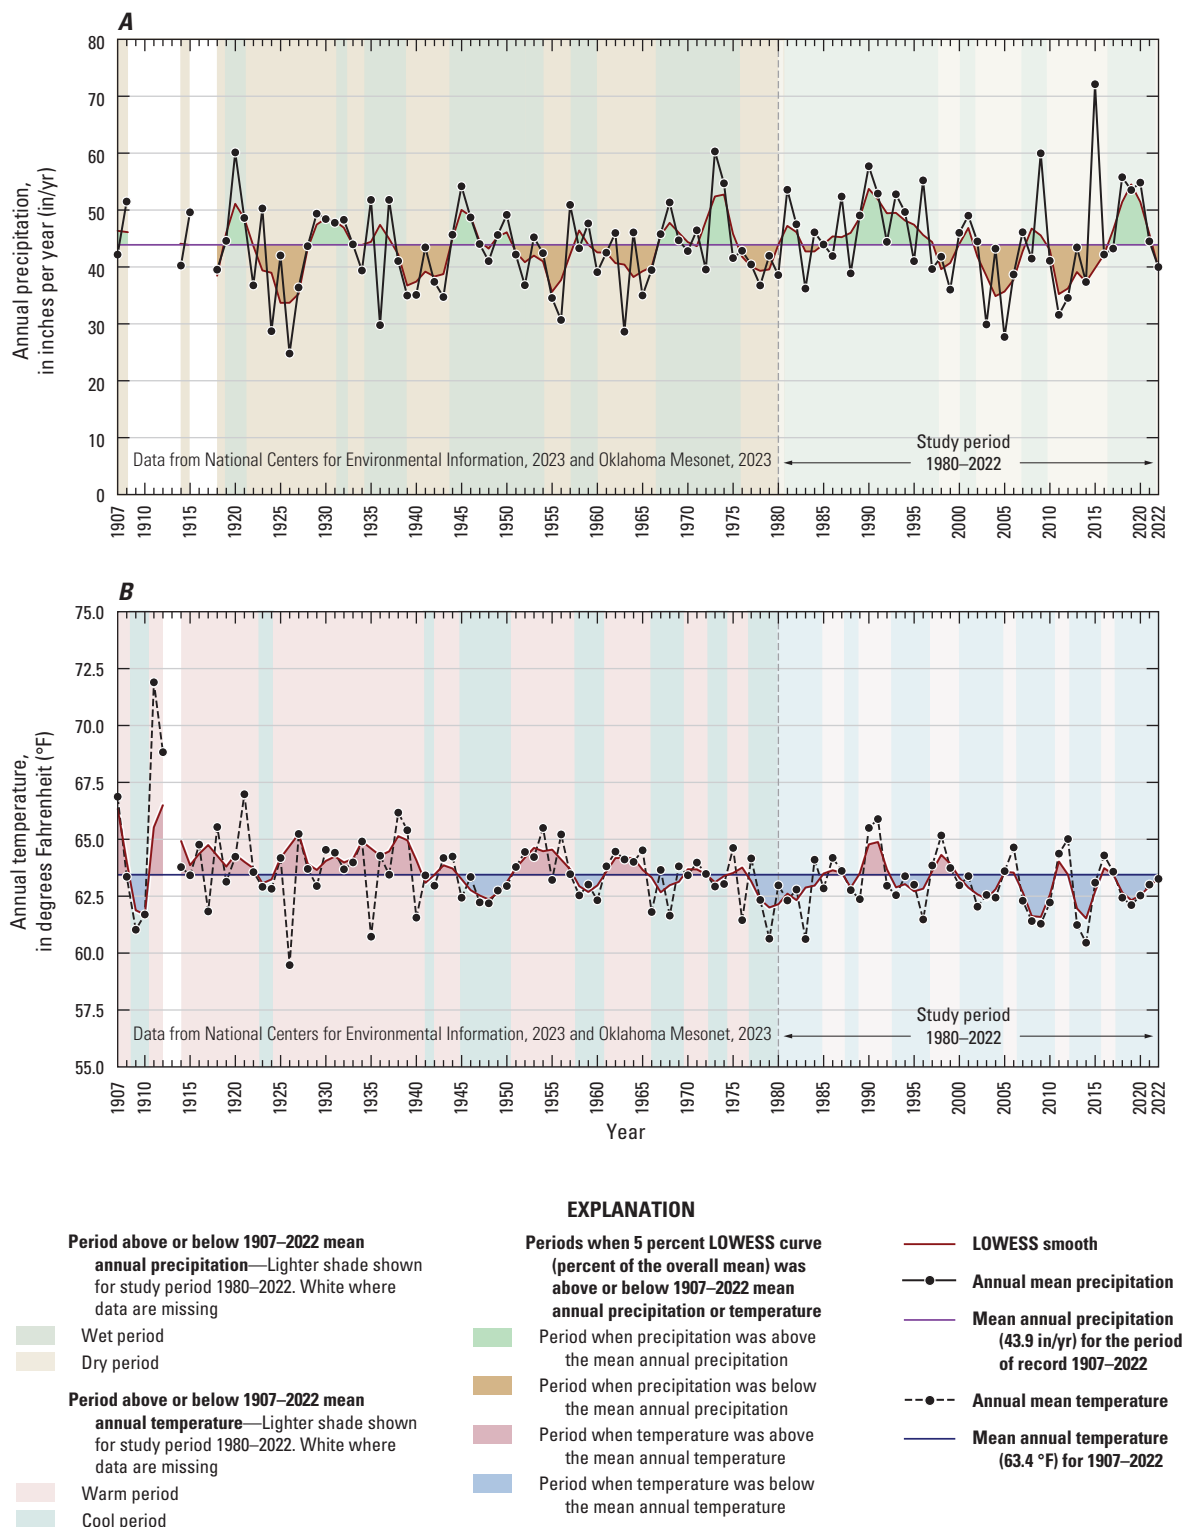 A
Annual precipitation,
in inches per year (in/yr)
80
70
60
50
40
30
20
10
0
Data from National Centers for Environmental Information, 2023 and Oklahoma Mesonet, 2023
Study period
1980–2022
1907 1910 1915 1920 1925 1930 1935 1940 1945 1950 1955 1960 1965 1970 1975 1980 1985 1990 1995 2000 2005 2010 2015 2020 2022
B
Annual temperature,
in degrees Fahrenheit (°F)
75.0
72.5
70.0
67.5
65.0
62.5
60.0
57.5
55.0
Data from National Centers for Environmental Information, 2023 and Oklahoma Mesonet, 2023
Study period
1980–2022
1907 1910 1915 1920 1925 1930 1935 1940 1945 1950 1955 1960 1965 1970 1975 1980 1985 1990 1995 2000 2005 2010 2015 2020 2022
Year
EXPLANATION
Period above or below 1907–2022 mean
annual precipitation—Lighter shade shown
for study period 1980–2022. White where
data are missing
Wet period
Dry period
Period above or below 1907–2022 mean
annual temperature—Lighter shade shown
for study period 1980–2022. White where
data are missing
Warm period
Cool period
Periods when 5 percent LOWESS curve
(percent of the overall mean) was
above or below 1907–2022 mean
annual precipitation or temperature
Period when precipitation was above
the mean annual precipitation
Period when precipitation was below
the mean annual precipitation
Period when temperature was above
the mean annual temperature
Period when temperature was below
the mean annual temperature
LOWESS smooth
Annual mean precipitation
Mean annual precipitation
(43.9 in/yr) for the period
of record 1907–2022
Annual mean temperature
Mean annual temperature
(63.4 °F) for 1907–2022